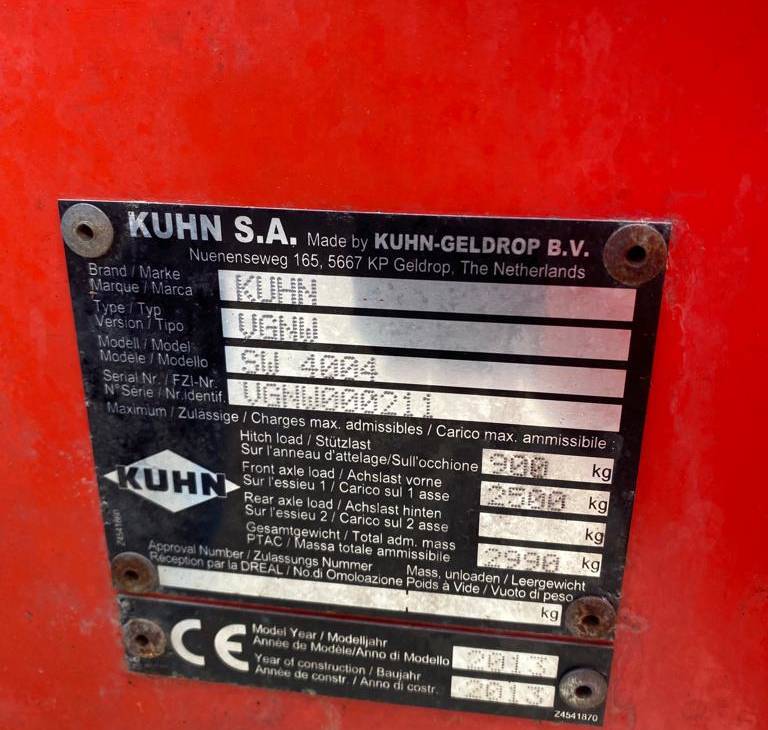 KUHN S.A. Made by KUHN-GELDROP B.V.
Nuenenseweg 165, 5667 KP Geldrop, The Netherlands
Brand / Marke
Marque / Marca
KUHN
Type / Typ
Version / Tipo
VGNW
Modell / Model
Modele / Modello
SW 4004
Serial Nr. / FZI-Nr.
N°Série / Nr.identif.
VGNW000211
Maximum / Zulässige / Charges max. admissibles / Carico max. ammissibile :
Hitch load / Stützlast
Sur l'anneau d'attelage/Sull'occhione
900 kg
Front axle load / Achslast vorne
Sur l'essieu 1 / Carico sul 1 asse
2500 kg
Rear axle load / Achslast hinten
Sur l'essieu 2 / Carico sul 2 asse
kg
Gesamtgewicht / Total adm. mass
PTAC / Massa totale ammissibile
2990 kg
KUHN
Approval Number / Zulassungs Nummer
Réception par la DREAL / No.di Omoloazione
Mass. unloaden / Leergewicht
Poids à Vide / Vuoto di peso
kg
CE
Model Year / Modelljahr
Année de Modèle/Anno di Modello
2013
Year of construction / Baujahr
Année de constr. / Anno di costr.
2013
Z4541870